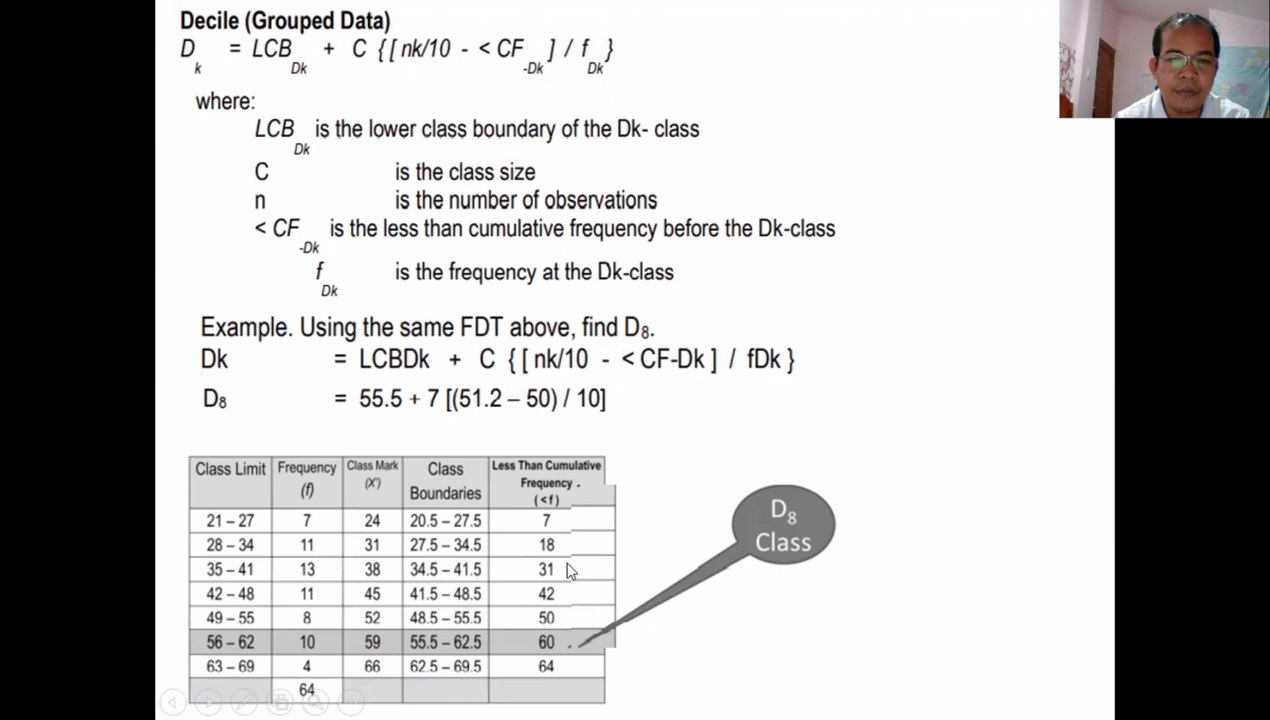 Decile (Grouped Data)
D = LCB + C {[ nk/10 - < CF ] / f }
k Dk -Dk Dk
where:
LCB is the lower class boundary of the Dk- class
Dk
C is the class size
n is the number of observations
< CF is the less than cumulative frequency before the Dk-class
-Dk
f is the frequency at the Dk-class
Dk
Example. Using the same FDT above, find D8.
Dk = LCBDk + C {[ nk/10 - < CF-Dk ] / fDk }
D8 = 55.5 + 7 [(51.2 – 50) / 10]
Class Limit Frequency (f) Class Mark (X') Class Boundaries Less Than Cumulative Frequency - (<f)
21 – 27 7 24 20.5 – 27.5 7
28 – 34 11 31 27.5 – 34.5 18
35 – 41 13 38 34.5 – 41.5 31
42 – 48 11 45 41.5 – 48.5 42
49 – 55 8 52 48.5 – 55.5 50
56 – 62 10 59 55.5 – 62.5 60
63 – 69 4 66 62.5 – 69.5 64
64
D8
Class